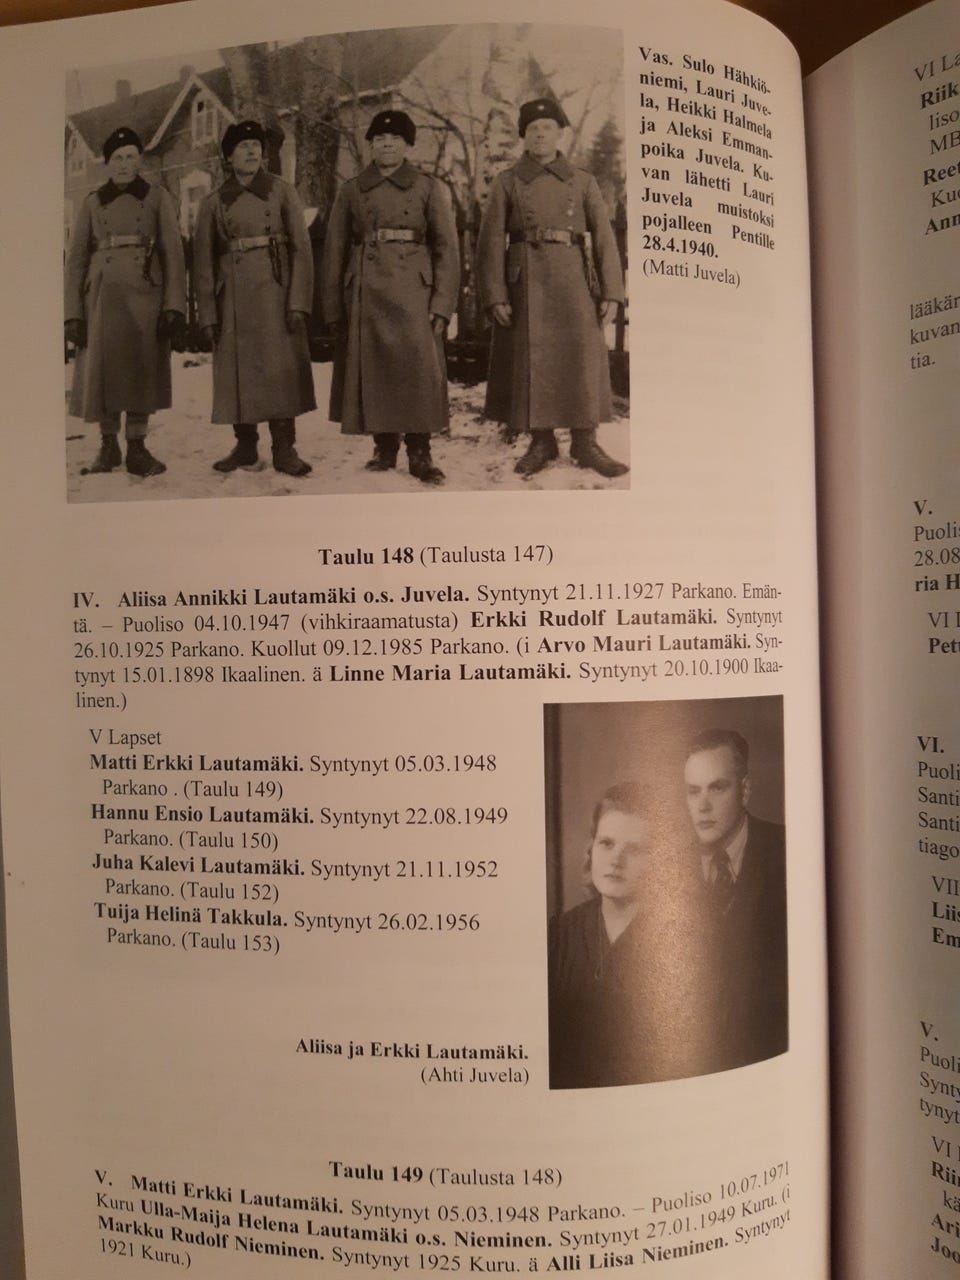 Vas. Sulo Hähkiö-
niemi, Lauri Juve-
la, Heikki Halmela
ja Aleksi Emman-
poika Juvela. Ku-
van lähetti Lauri
Juvela muistoksi
pojalleen Pentille
28.4.1940.
(Matti Juvela)
Taulu 148 (Taulusta 147)
IV. Aliisa Annikki Lautamäki o.s. Juvela. Syntynyt 21.11.1927 Parkano. Emän-
tä. – Puoliso 04.10.1947 (vihkiraamatusta) Erkki Rudolf Lautamäki. Syntynyt
26.10.1925 Parkano. Kuollut 09.12.1985 Parkano. (i Arvo Mauri Lautamäki. Syn-
tynyt 15.01.1898 Ikaalinen. ä Linne Maria Lautamäki. Syntynyt 20.10.1900 Ikaa-
linen.)
V Lapset
Matti Erkki Lautamäki. Syntynyt 05.03.1948
Parkano . (Taulu 149)
Hannu Ensio Lautamäki. Syntynyt 22.08.1949
Parkano. (Taulu 150)
Juha Kalevi Lautamäki. Syntynyt 21.11.1952
Parkano. (Taulu 152)
Tuija Helinä Takkula. Syntynyt 26.02.1956
Parkano. (Taulu 153)
Aliisa ja Erkki Lautamäki.
(Ahti Juvela)
Taulu 149 (Taulusta 148)
V. Matti Erkki Lautamäki. Syntynyt 05.03.1948 Parkano. – Puoliso 10.07.1971
Kuru Ulla-Maija Helena Lautamäki o.s. Nieminen. Syntynyt 27.01.1949 Kuru. (i
Markku Rudolf Nieminen. Syntynyt 1925 Kuru. ä Alli Liisa Nieminen. Syntynyt
1921 Kuru.)
VI
V.
28.08
ria
VI
VI.
VII
V.
VI